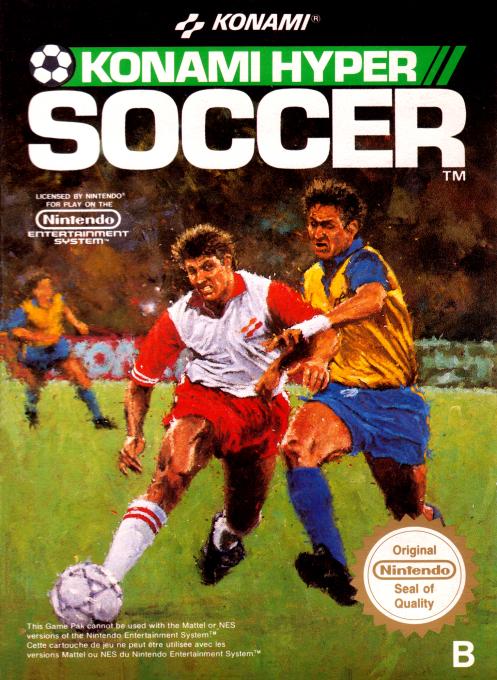 KONAMI®
KONAMI HYPER
SOCCER™
LICENSED BY NINTENDO®
FOR PLAY ON THE
Nintendo
ENTERTAINMENT
SYSTEM™
Original
Nintendo
Seal of
Quality
This Game Pak cannot be used with the Mattel or NES
versions of the Nintendo Entertainment System™
Cette cartouche de jeu ne peut être utilisée avec les
versions Mattel ou NES du Nintendo Entertainment System.™
B